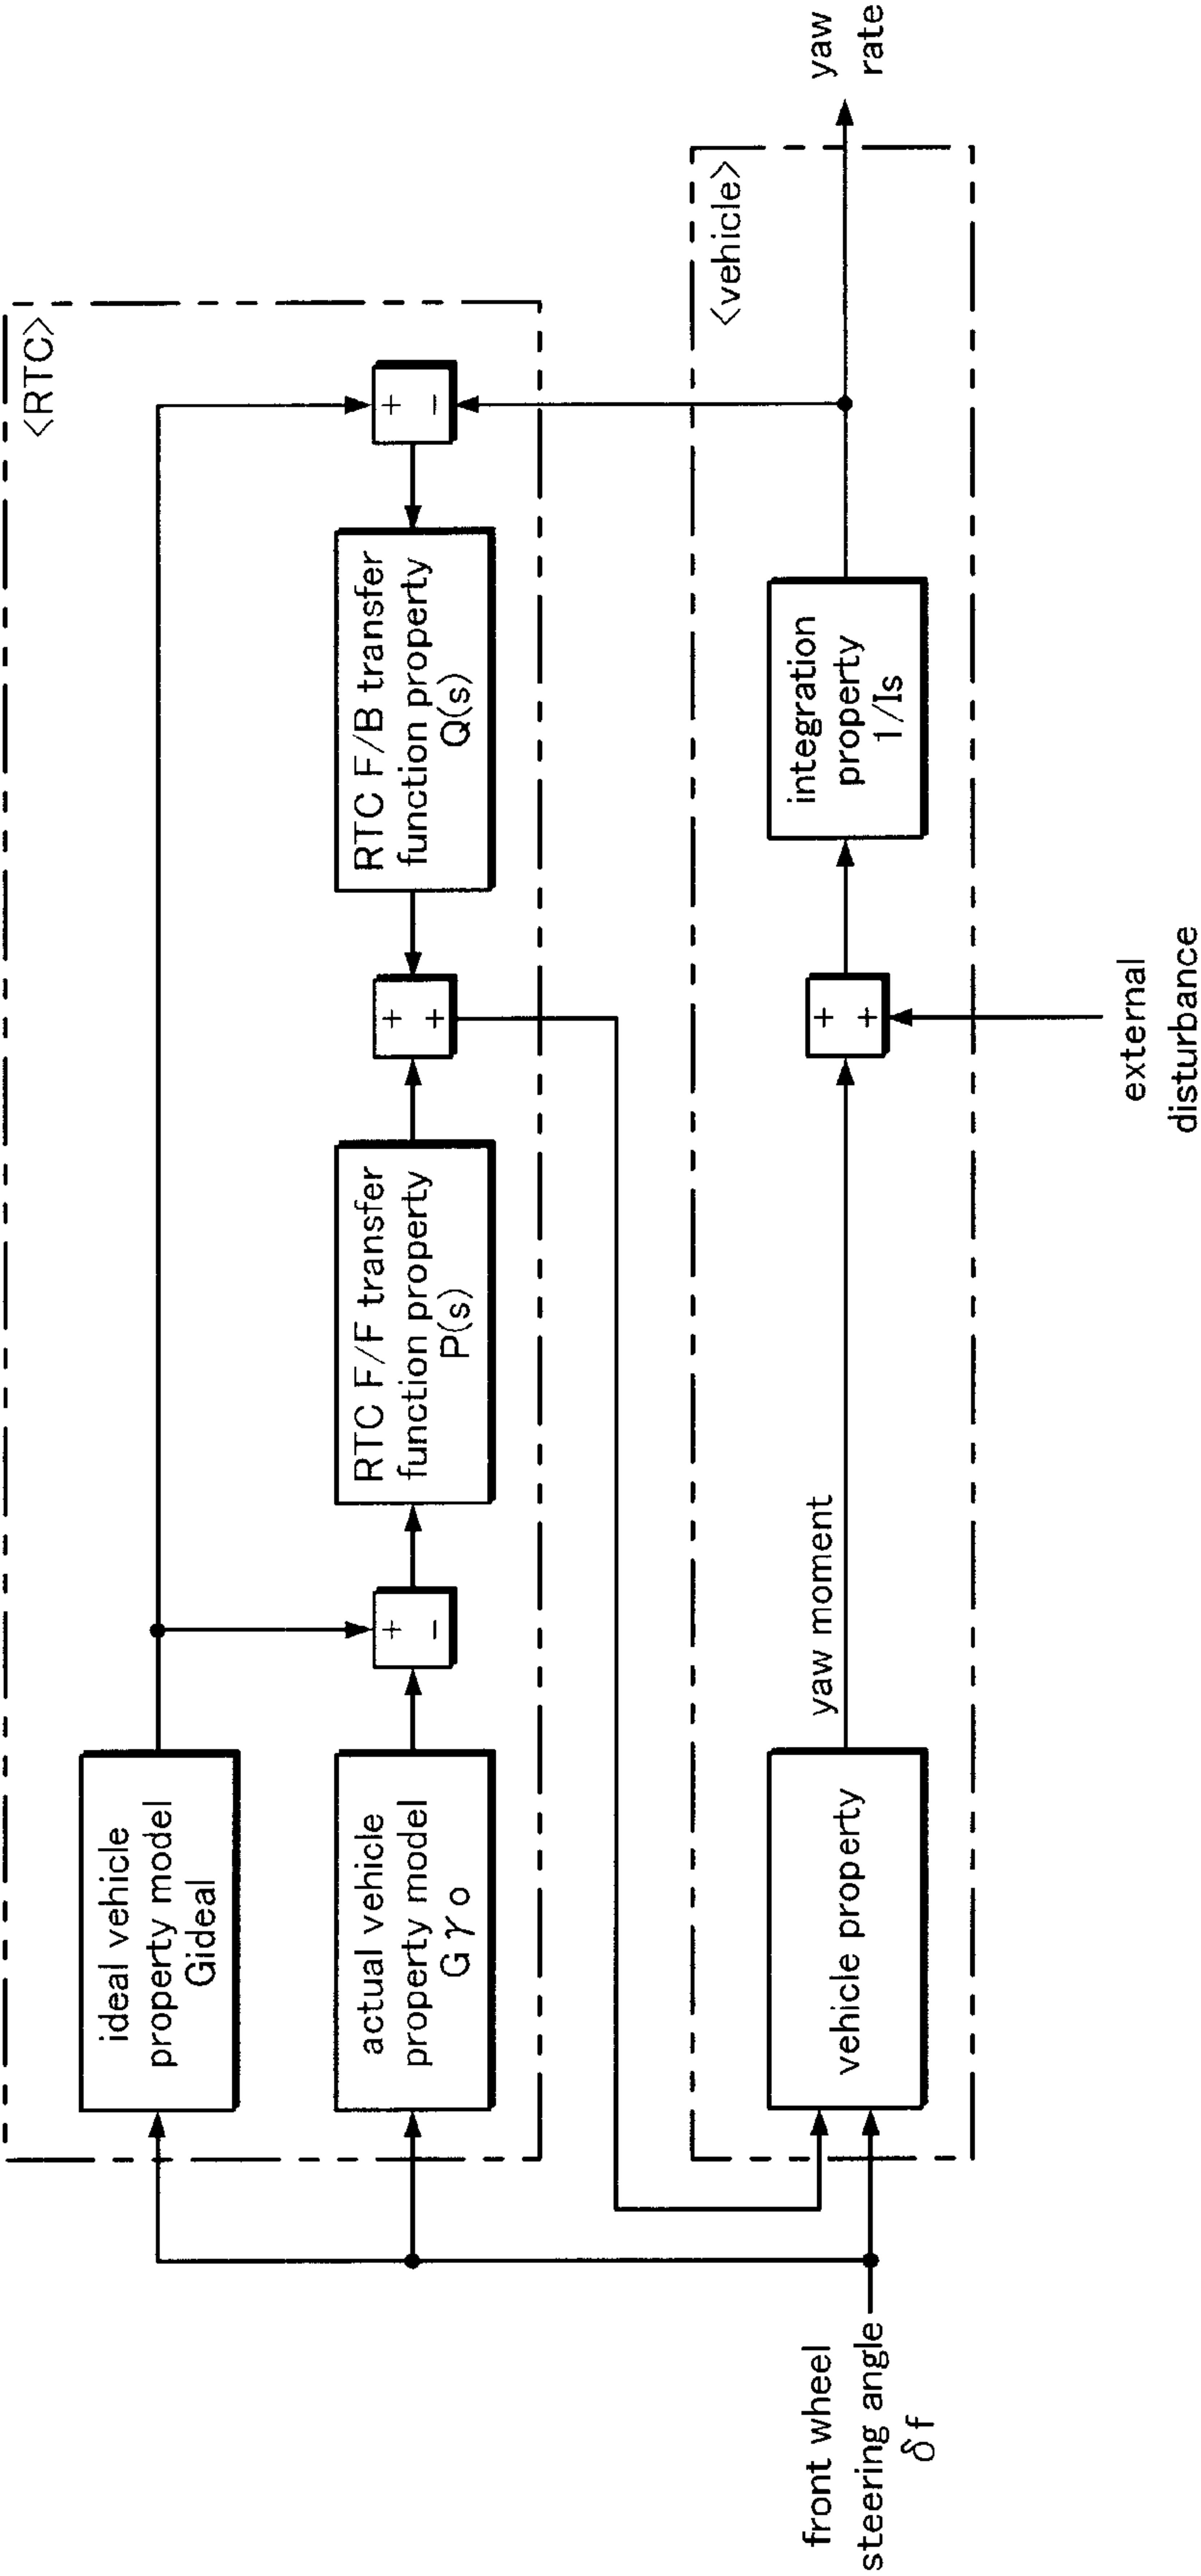 <RTC>
ideal vehicle
property model
Gideal
actual vehicle
property model
Gγo
+
−
RTC F/F transfer
function property
P(s)
+
+
RTC F/B transfer
function property
Q(s)
+
−
<vehicle>
front wheel
steering angle
δf
vehicle property
yaw moment
+
+
external
disturbance
integration
property
1/Is
yaw
rate